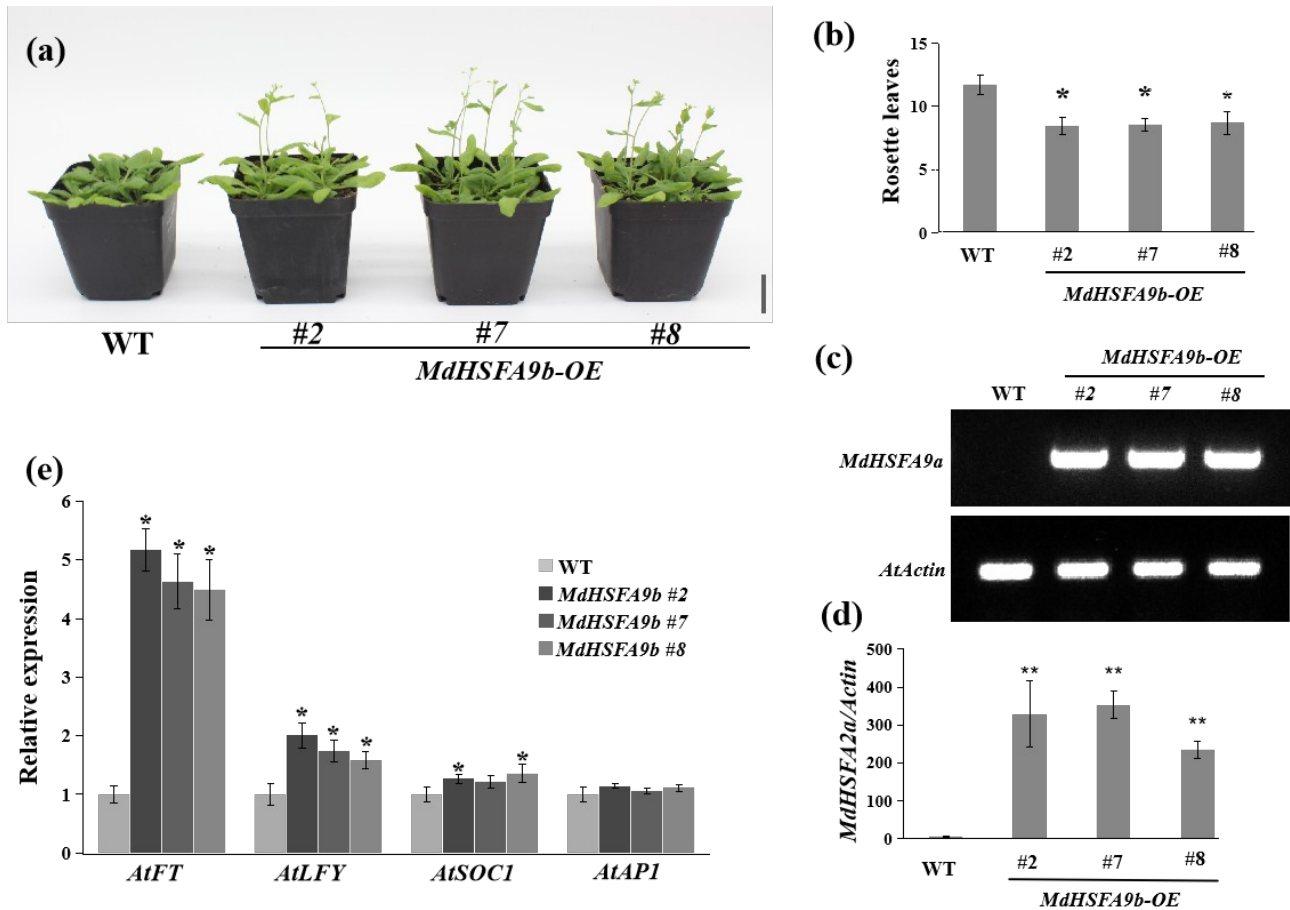 (a)
WT
#2
#7
#8
MdHSFA9b-OE
(b)
15
10
5
0
Rosette leaves
*
*
*
WT
#2
#7
#8
MdHSFA9b-OE
(c)
MdHSFA9b-OE
WT
#2
#7
#8
MdHSFA9a
AtActin
(d)
500
400
300
200
100
0
MdHSFA2a/Actin
**
**
**
WT
#2
#7
#8
MdHSFA9b-OE
(e)
6
5
4
3
2
1
0
Relative expression
* * *
* * *
* *
WT
MdHSFA9b #2
MdHSFA9b #7
MdHSFA9b #8
AtFT
AtLFY
AtSOC1
AtAP1